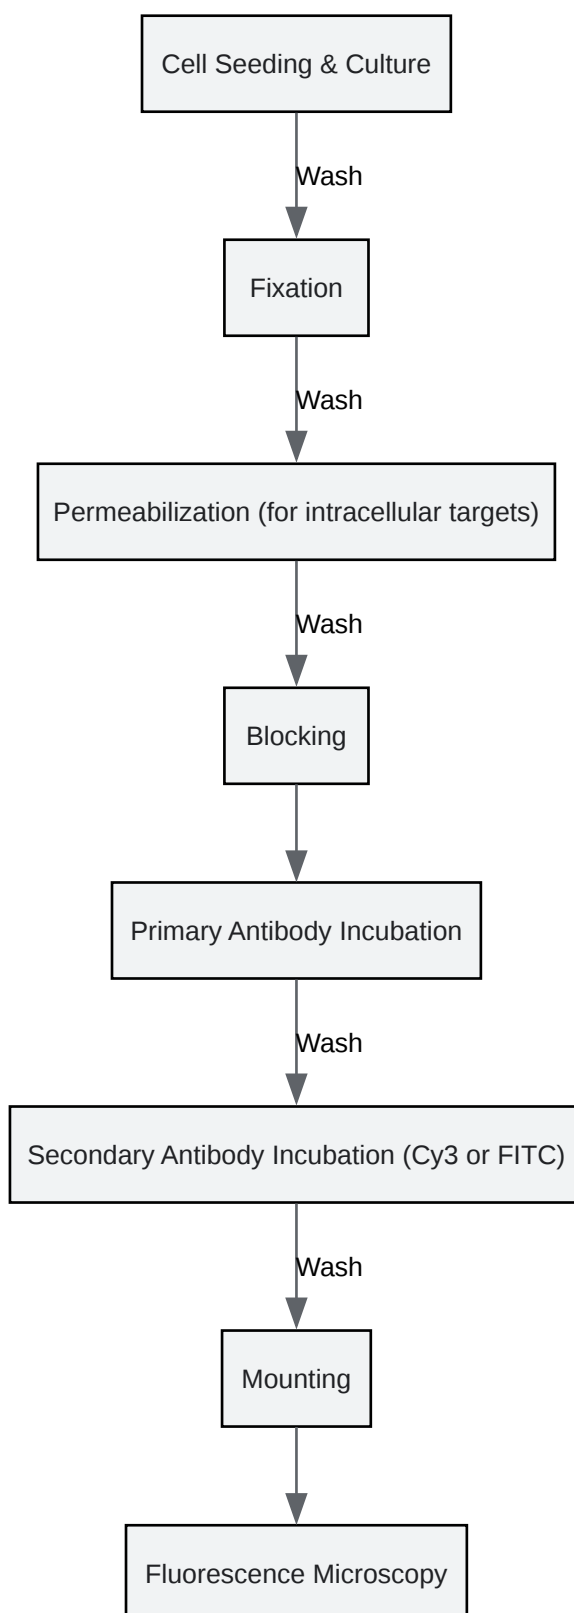 Cell Seeding & Culture
Wash
Fixation
Wash
Permeabilization (for intracellular targets)
Wash
Blocking
Primary Antibody Incubation
Wash
Secondary Antibody Incubation (Cy3 or FITC)
Wash
Mounting
Fluorescence Microscopy